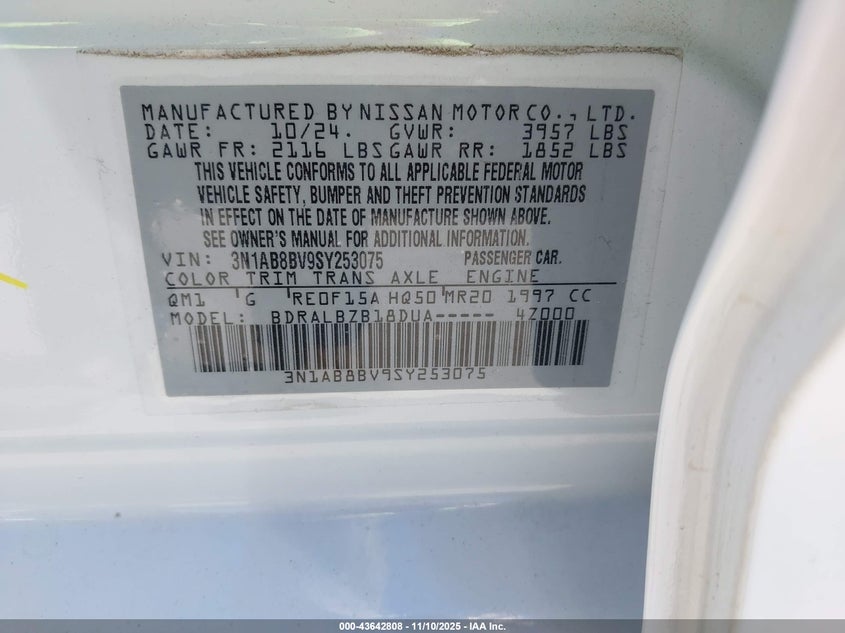 MANUFACTURED BY NISSAN MOTOR CO., LTD.
DATE: 10/24. GVWR: 3957 LBS
GAWR FR: 2116 LBS GAWR RR: 1852 LBS
THIS VEHICLE CONFORMS TO ALL APPLICABLE FEDERAL MOTOR
VEHICLE SAFETY, BUMPER AND THEFT PREVENTION STANDARDS
IN EFFECT ON THE DATE OF MANUFACTURE SHOWN ABOVE.
SEE OWNER'S MANUAL FOR ADDITIONAL INFORMATION.
VIN: 3N1AB8BV9SY253075 PASSENGER CAR.
COLOR TRIM TRANS AXLE ENGINE
QM1 G RE0F15A HQ50 MR20 1997 CC
MODEL: BDRALBZB18DUA----- 4Z000
3N1AB8BV9SY253075
000-43642808 - 11/10/2025 - IAA Inc.